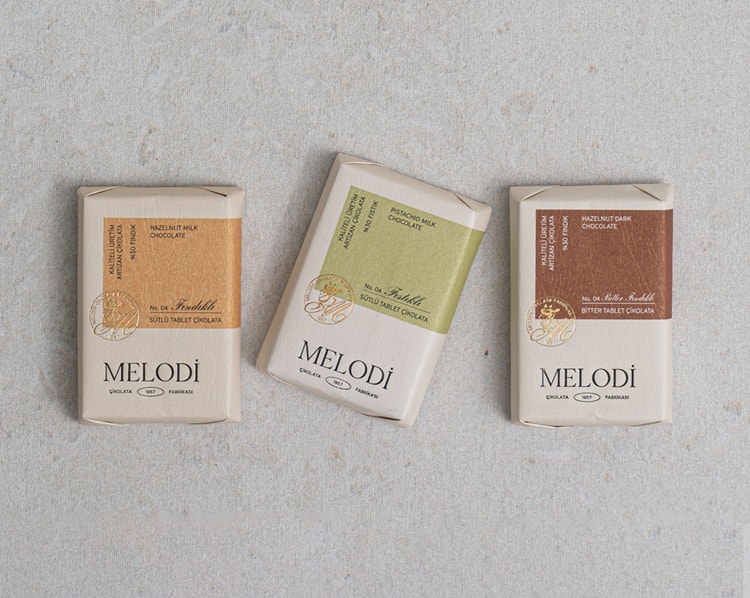 KALİTELİ ÜRETİM
ARTİZAN ÇİKOLATA
%30 FINDIK
HAZELNUT MILK
CHOCOLATE
No. 04 Fındıklı
SÜTLÜ TABLET ÇİKOLATA
MELODİ
ÇİKOLATA 1957 FABRİKASI
KALİTELİ ÜRETİM
ARTİZAN ÇİKOLATA
%30 FISTIK
PISTACHIO MILK
CHOCOLATE
No. 04 Fıstıklı
SÜTLÜ TABLET ÇİKOLATA
MELODİ
ÇİKOLATA 1957 FABRİKASI
KALİTELİ ÜRETİM
ARTİZAN ÇİKOLATA
%30 FINDIK
HAZELNUT DARK
CHOCOLATE
No. 04 Bitter Fındıklı
BİTTER TABLET ÇİKOLATA
MELODİ
ÇİKOLATA 1957 FABRİKASI